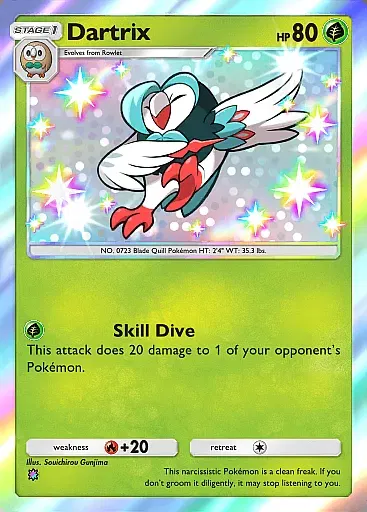 STAGE 1
Dartrix
HP 80
Evolves from Rowlet
NO. 0723 Blade Quill Pokémon HT: 2'4" WT: 35.3 lbs.
Skill Dive
This attack does 20 damage to 1 of your opponent's
Pokémon.
weakness +20 retreat
Illus. Souichirou Gunjima
This narcissistic Pokémon is a clean freak. If you
don't groom it diligently, it may stop listening to you.